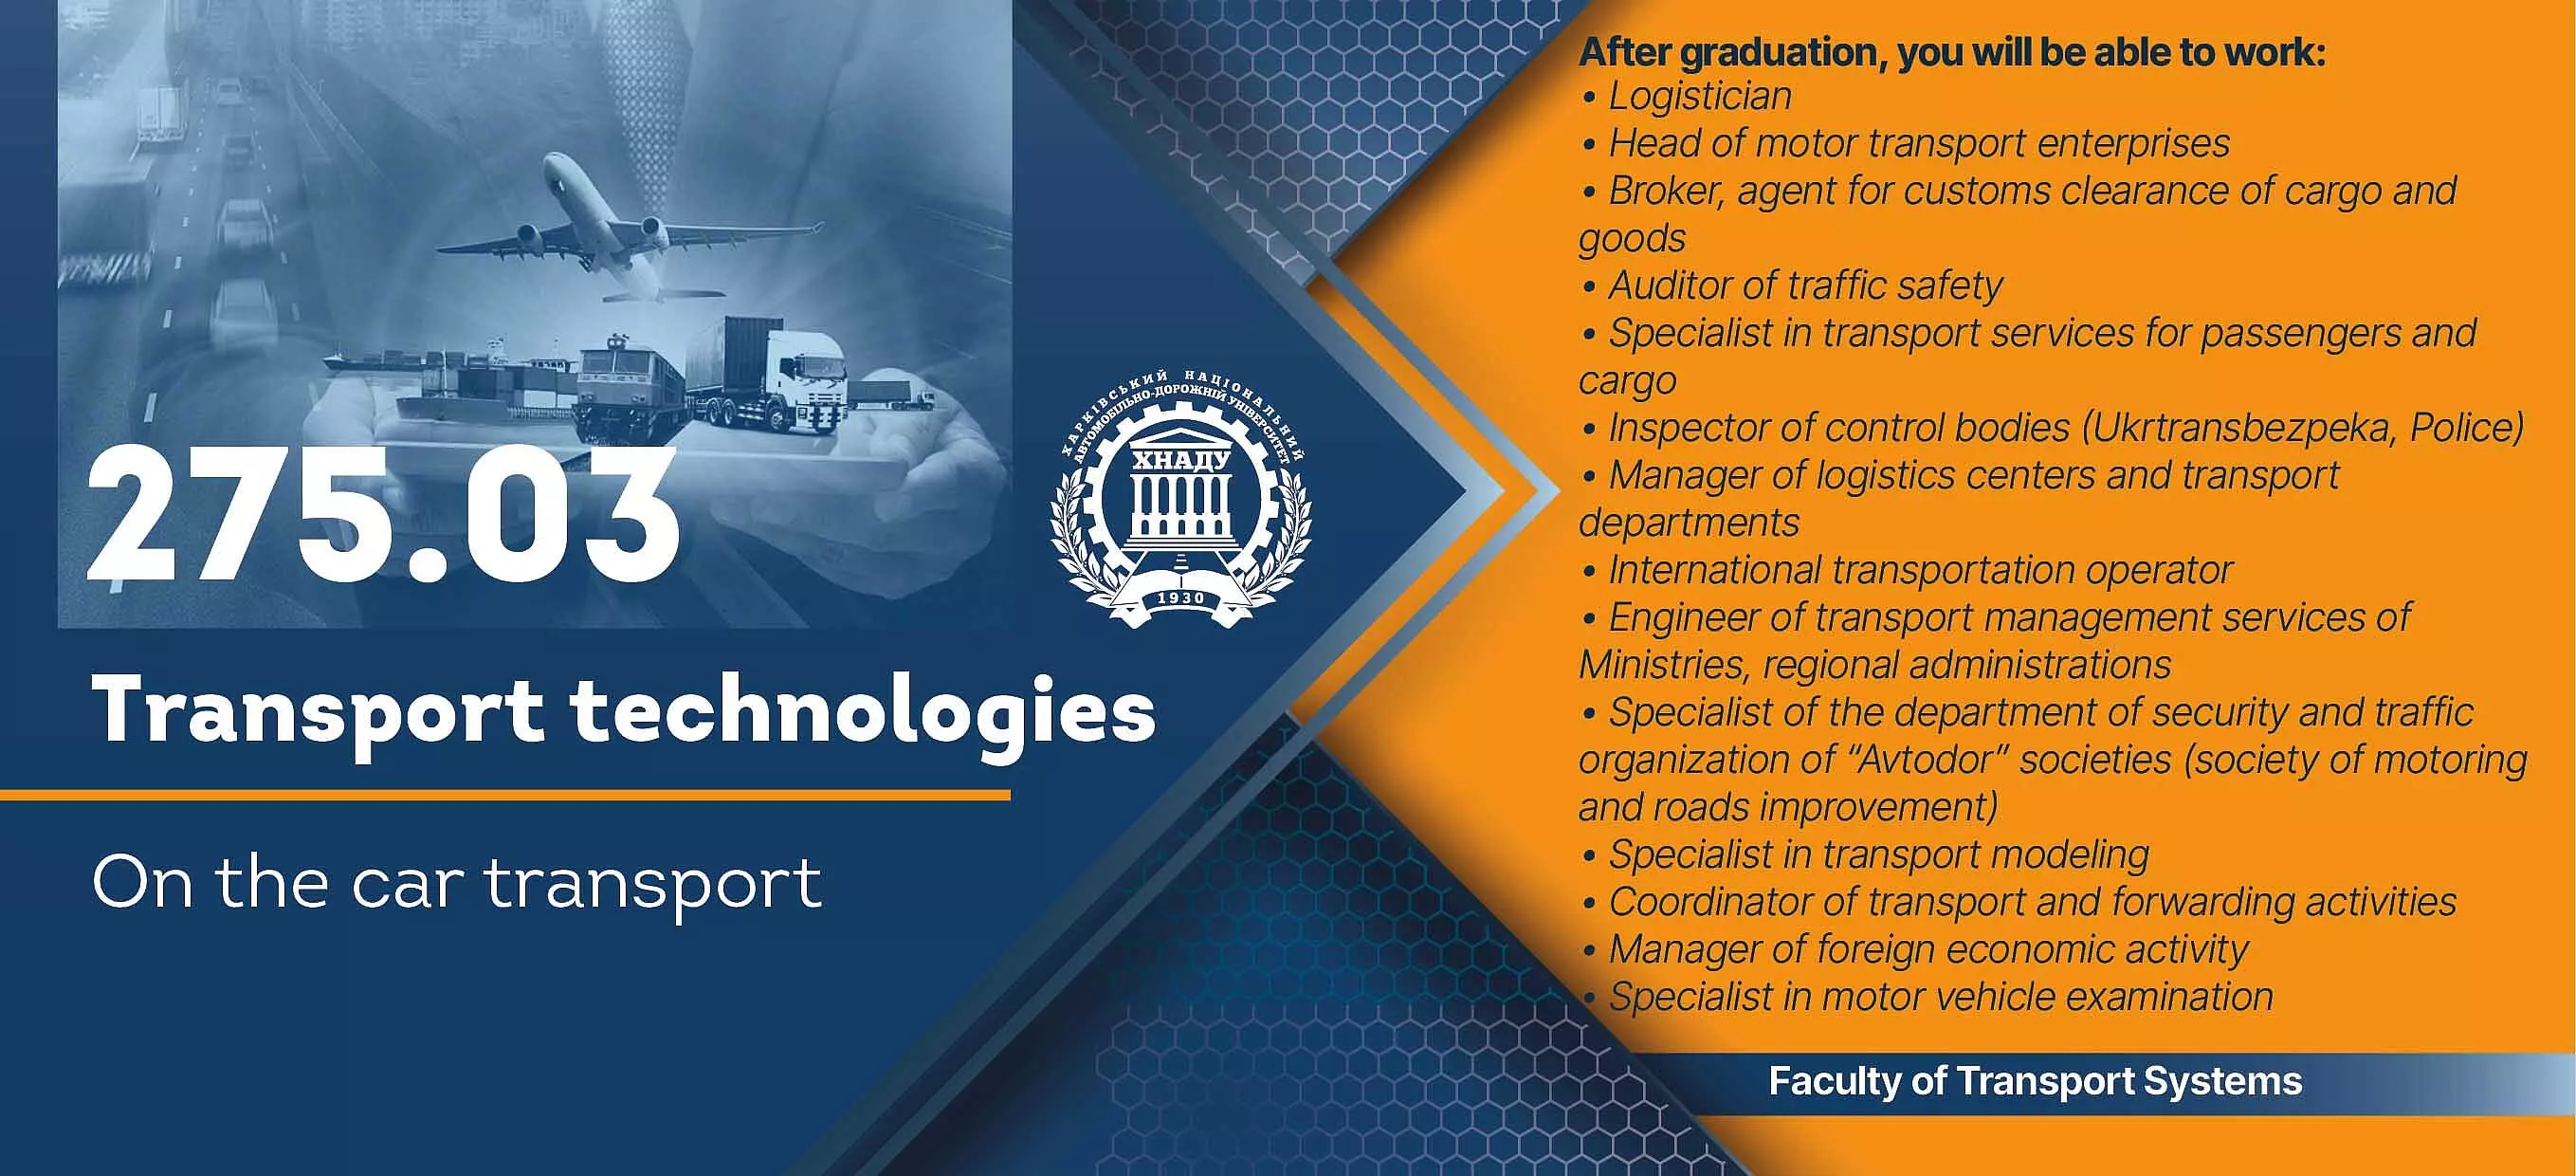 275.03
Transport technologies
On the car transport
ХАРКІВСЬКИЙ НАЦІОНАЛЬНИЙ
АВТОМОБІЛЬНО-ДОРОЖНІЙ УНІВЕРСИТЕТ
ХНАДУ
1930
After graduation, you will be able to work:
• Logistician
• Head of motor transport enterprises
• Broker, agent for customs clearance of cargo and
goods
• Auditor of traffic safety
• Specialist in transport services for passengers and
cargo
• Inspector of control bodies (Ukrtransbezpeka, Police)
• Manager of logistics centers and transport
departments
• International transportation operator
• Engineer of transport management services of
Ministries, regional administrations
• Specialist of the department of security and traffic
organization of “Avtodor” societies (society of motoring
and roads improvement)
• Specialist in transport modeling
• Coordinator of transport and forwarding activities
• Manager of foreign economic activity
• Specialist in motor vehicle examination
Faculty of Transport Systems